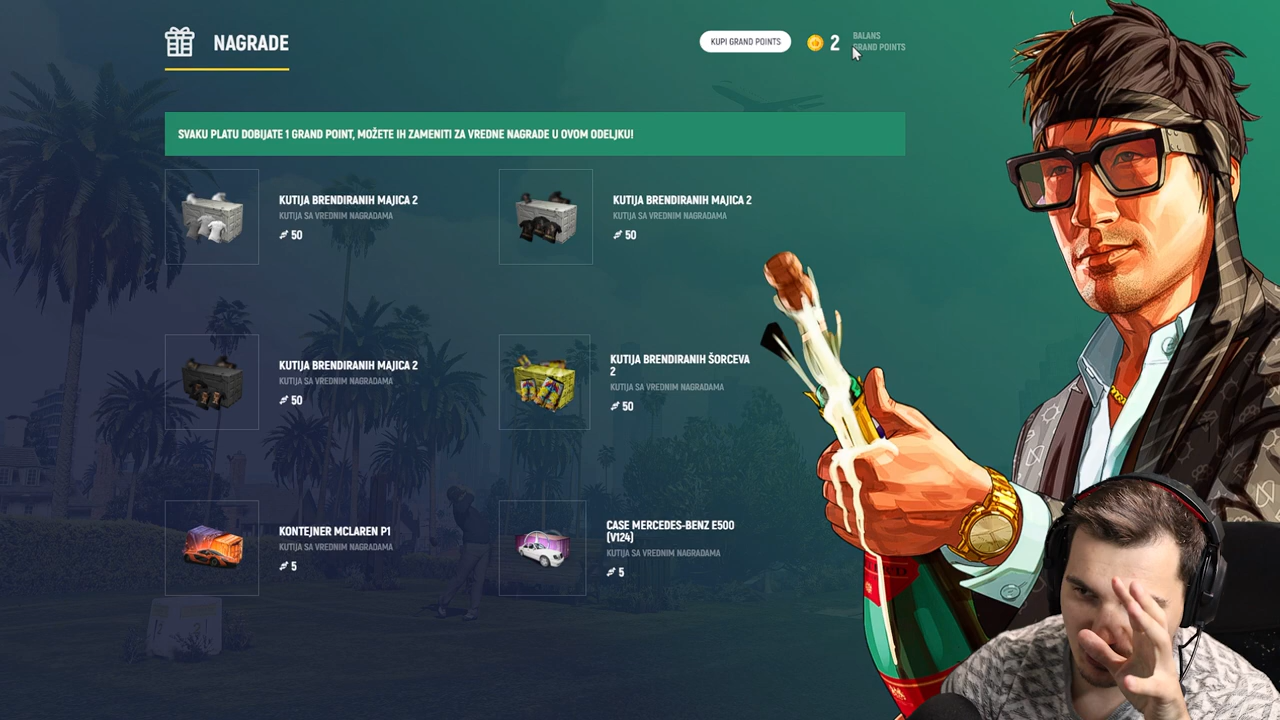 NAGRADE
KUPI GRAND POINTS
2
BALANS
GRAND POINTS
SVAKU PLATU DOBIJATE 1 GRAND POINT, MOŽETE IH ZAMENITI ZA VREDNE NAGRADE U OVOM ODELJKU!
KUTIJA BRENDIRANIH MAJICA 2
KUTIJA SA VREDNIM NAGRADAMA
50
KUTIJA BRENDIRANIH MAJICA 2
KUTIJA SA VREDNIM NAGRADAMA
50
KUTIJA BRENDIRANIH MAJICA 2
KUTIJA SA VREDNIM NAGRADAMA
50
KUTIJA BRENDIRANIH ŠORCEVA
2
KUTIJA SA VREDNIM NAGRADAMA
50
KONTEJNER MCLAREN P1
KUTIJA SA VREDNIM NAGRADAMA
5
CASE MERCEDES-BENZ E500
(V124)
KUTIJA SA VREDNIM NAGRADAMA
5